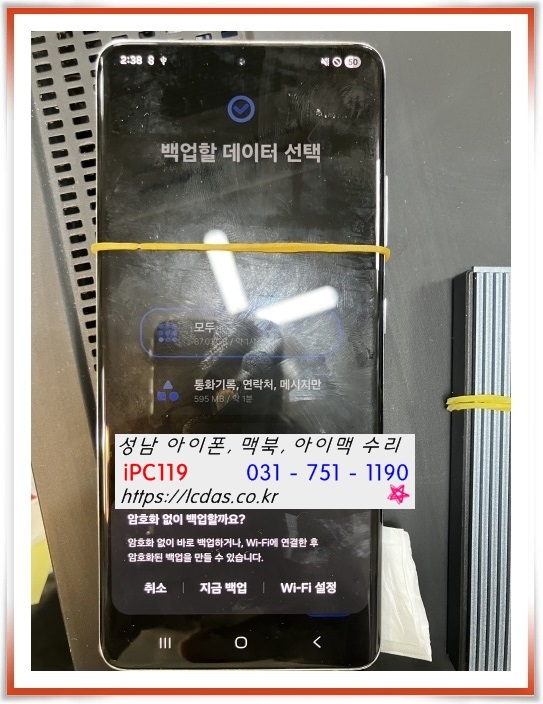 2:38
50
백업할 데이터 선택
모두
통화기록, 연락처, 메시지만
595 MB / 약 1분
성남 아이폰, 맥북, 아이맥 수리
iPC119 031 - 751 - 1190
https://lcdas.co.kr
암호화 없이 백업할까요?
암호화 없이 바로 백업하거나, Wi-Fi에 연결한 후
암호화된 백업을 만들 수 있습니다.
취소 지금 백업 Wi-Fi 설정